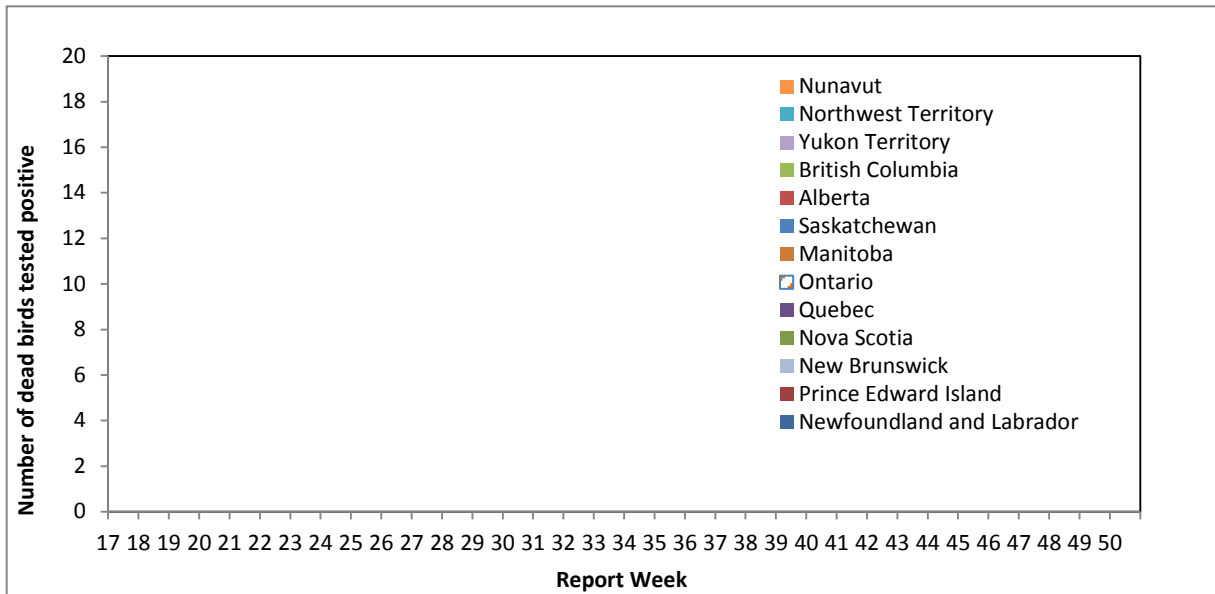 Number of dead birds tested positive
20
18
16
14
12
10
8
6
4
2
0
Nunavut
Northwest Territory
Yukon Territory
British Columbia
Alberta
Saskatchewan
Manitoba
Ontario
Quebec
Nova Scotia
New Brunswick
Prince Edward Island
Newfoundland and Labrador
17 18 19 20 21 22 23 24 25 26 27 28 29 30 31 32 33 34 35 36 37 38 39 40 41 42 43 44 45 46 47 48 49 50
Report Week